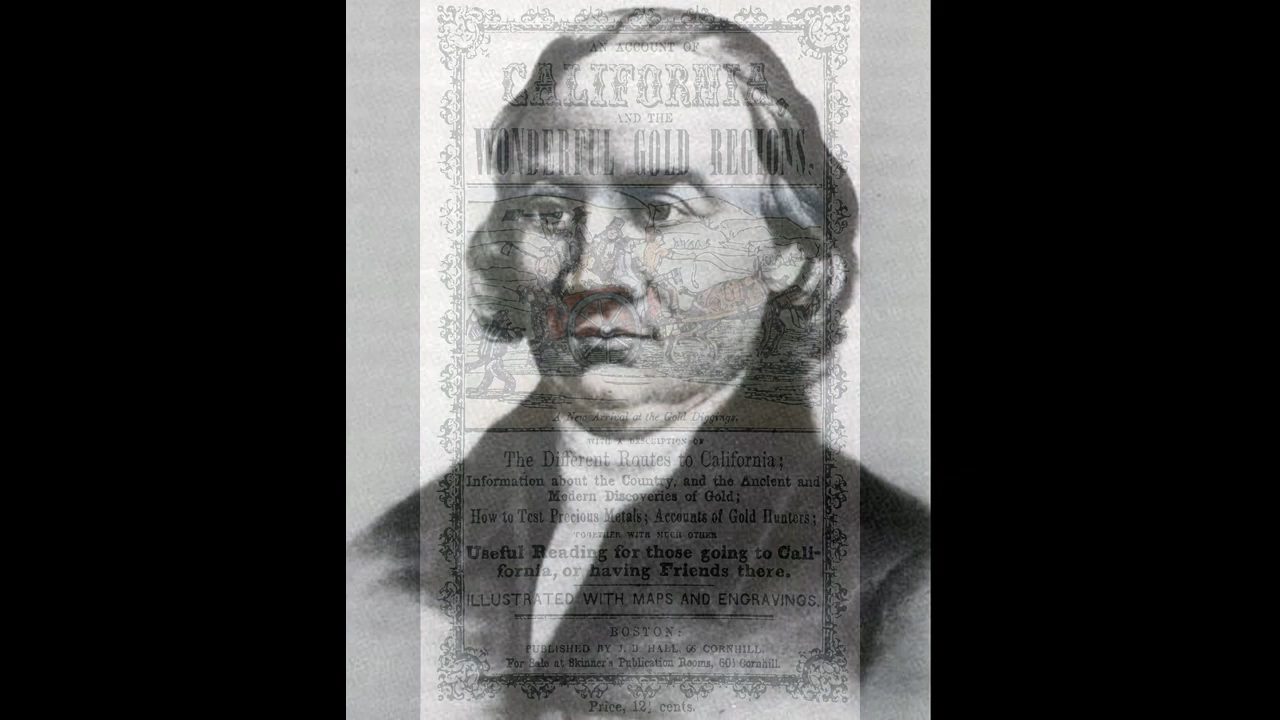 AN ACCOUNT OF
CALIFORNIA,
AND THE
WONDERFUL GOLD REGIONS.
A New Arrival at the Gold Diggings.
WITH A DESCRIPTION OF
The Different Routes to California;
Information about the Country, and the Ancient and
Modern Discoveries of Gold;
How to Test Precious Metals; Accounts of Gold Hunters;
TOGETHER WITH MUCH OTHER
Useful Reading for those going to Cali-
fornia, or having Friends there.
ILLUSTRATED WITH MAPS AND ENGRAVINGS.
BOSTON:
PUBLISHED BY J. B. HALL, 66 CORNHILL.
For Sale at Skinner's Publication Rooms, 60½ Cornhill.
Price, 12½ cents.